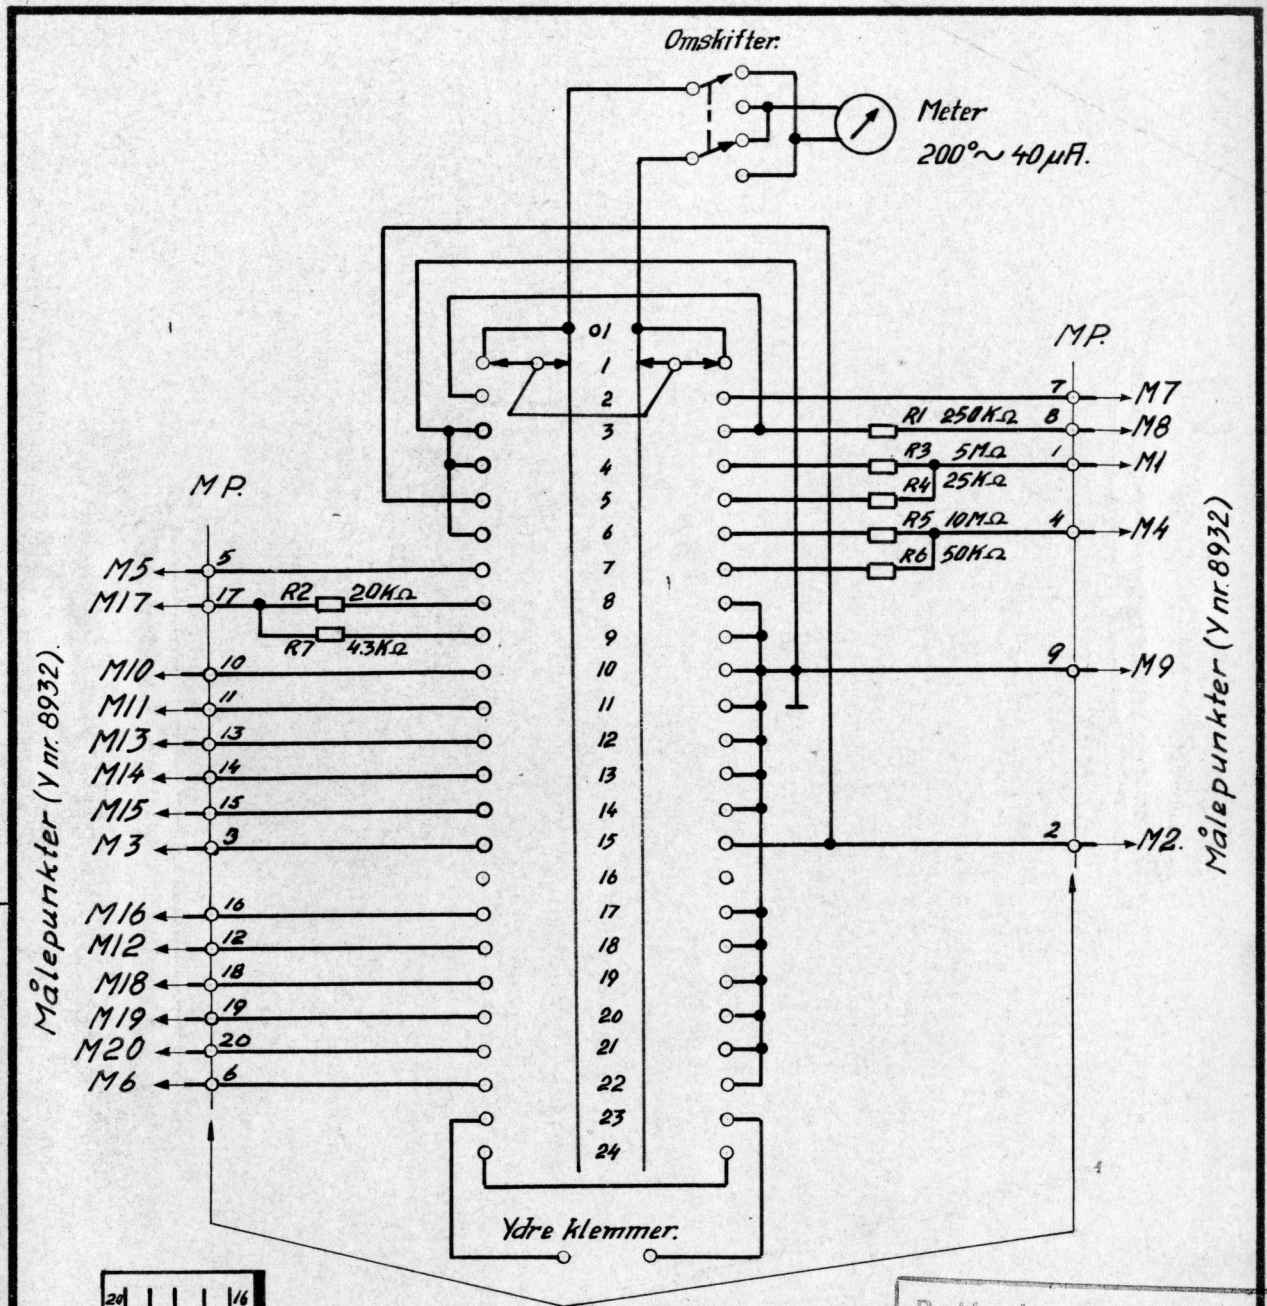 Omskifter.
Meter
200°~ 40µA.
01
1
2
3
4
5
6
7
8
9
10
11
12
13
14
15
16
17
18
19
20
21
22
23
24
MP.
7 M7
R1 250KΩ 8 M8
R3 5MΩ 1 M1
R4 25KΩ
R5 10MΩ 4 M4
R6 50KΩ
9 M9
2 M2.
Målepunkter (Y nr. 8932)
MP.
M5 5
M17 17 R2 20KΩ
R7 43KΩ
M10 10
M11 11
M13 13
M14 14
M15 15
M3 3
M16 16
M12 12
M18 18
M19 19
M20 20
M6 6
Målepunkter (Y nr. 8932).
Ydre klemmer.
20 16